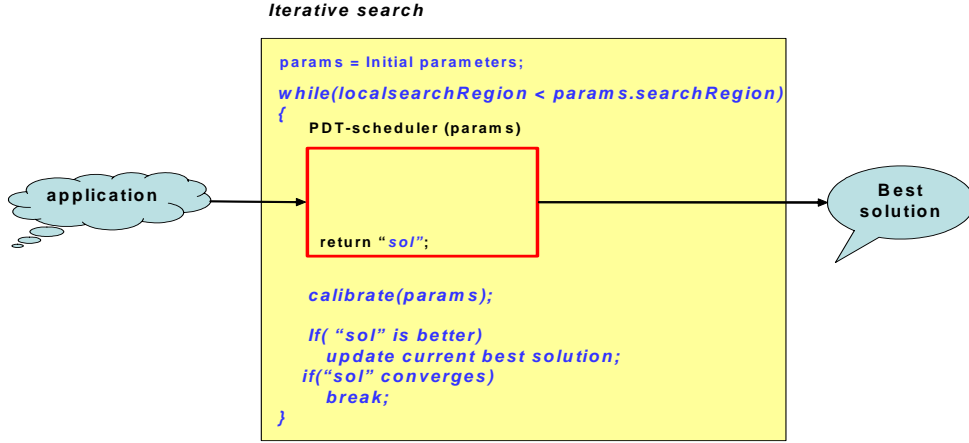 Iterative search
params = Initial parameters;
while(localsearchRegion < params.searchRegion)
{
PDT-scheduler (params)
application
return “sol”;
Best
solution
calibrate(params);
If( “sol” is better)
update current best solution;
if(“sol” converges)
break;
}